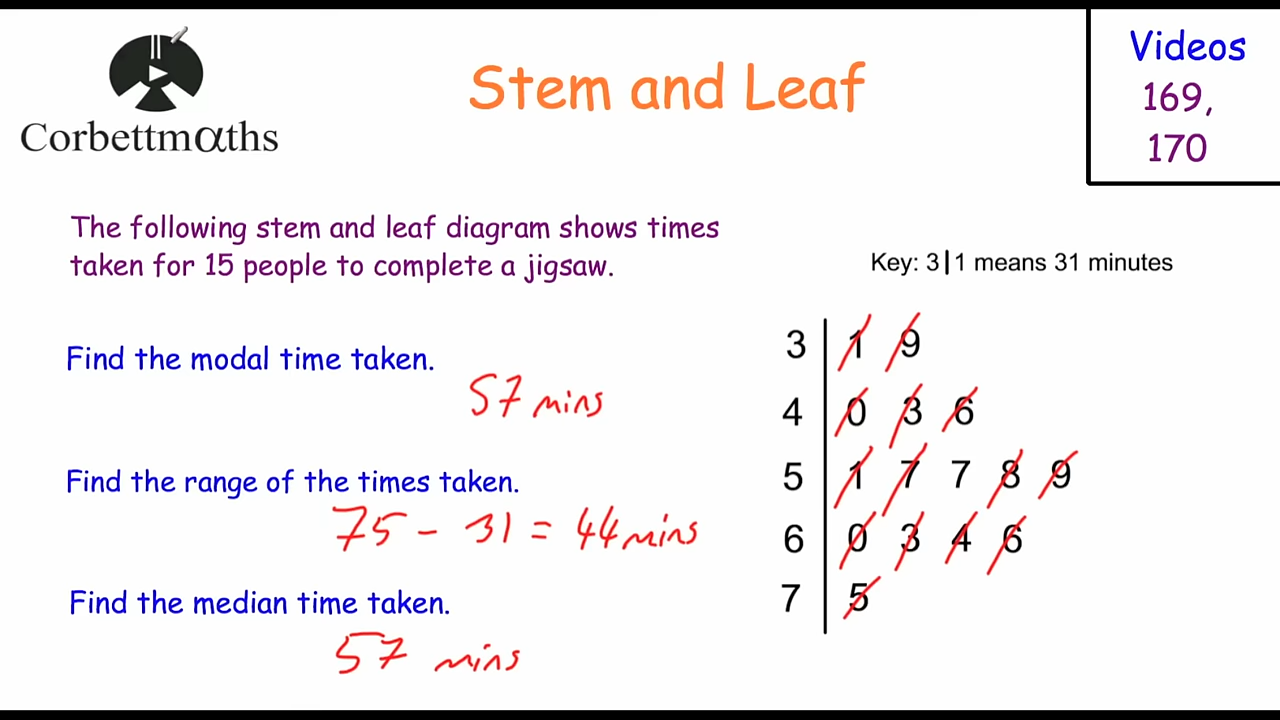 Corbettmαths
Stem and Leaf
Videos
169,
170
The following stem and leaf diagram shows times
taken for 15 people to complete a jigsaw.
Find the modal time taken.
57 mins
Find the range of the times taken.
75 - 31 = 44 mins
Find the median time taken.
57 mins
Key: 3|1 means 31 minutes
3 | 1 9
4 | 0 3 6
5 | 1 7 7 8 9
6 | 0 3 4 6
7 | 5